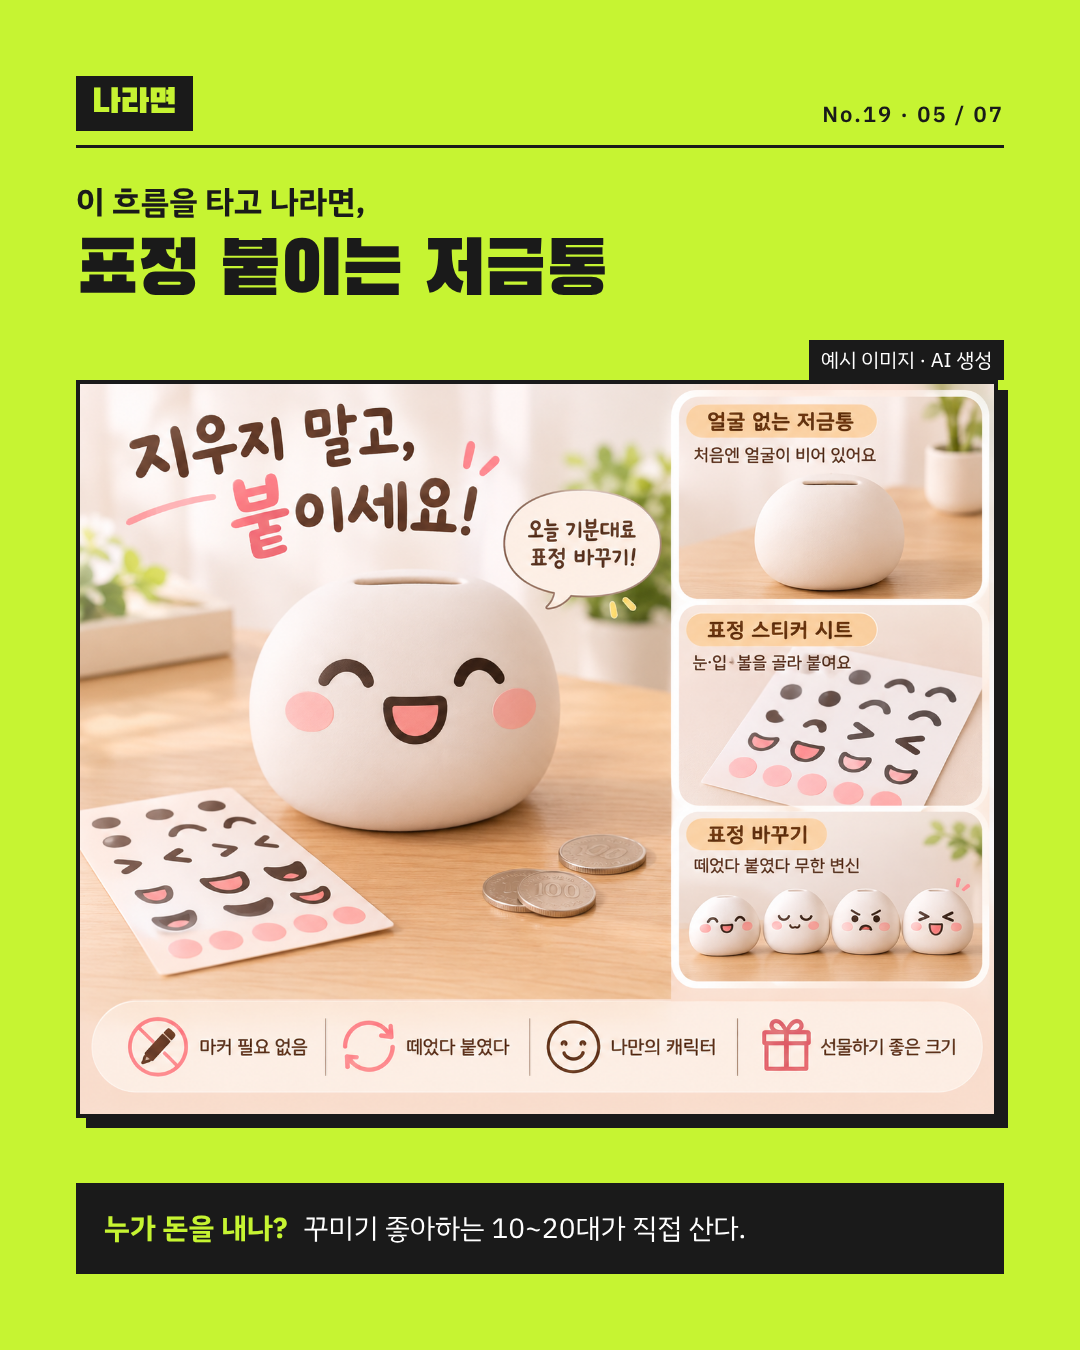 나라면
No.19 · 05 / 07
이 흐름을 타고 나라면,
표정 붙이는 저금통
예시 이미지 · AI 생성
지우지 말고,
붙이세요!
오늘 기분대로
표정 바꾸기!
얼굴 없는 저금통
처음엔 얼굴이 비어 있어요
표정 스티커 시트
눈·입·볼을 골라 붙여요
표정 바꾸기
떼었다 붙였다 무한 변신
100
100
마커 필요 없음
떼었다 붙였다
나만의 캐릭터
선물하기 좋은 크기
누가 돈을 내나? 꾸미기 좋아하는 10~20대가 직접 산다.